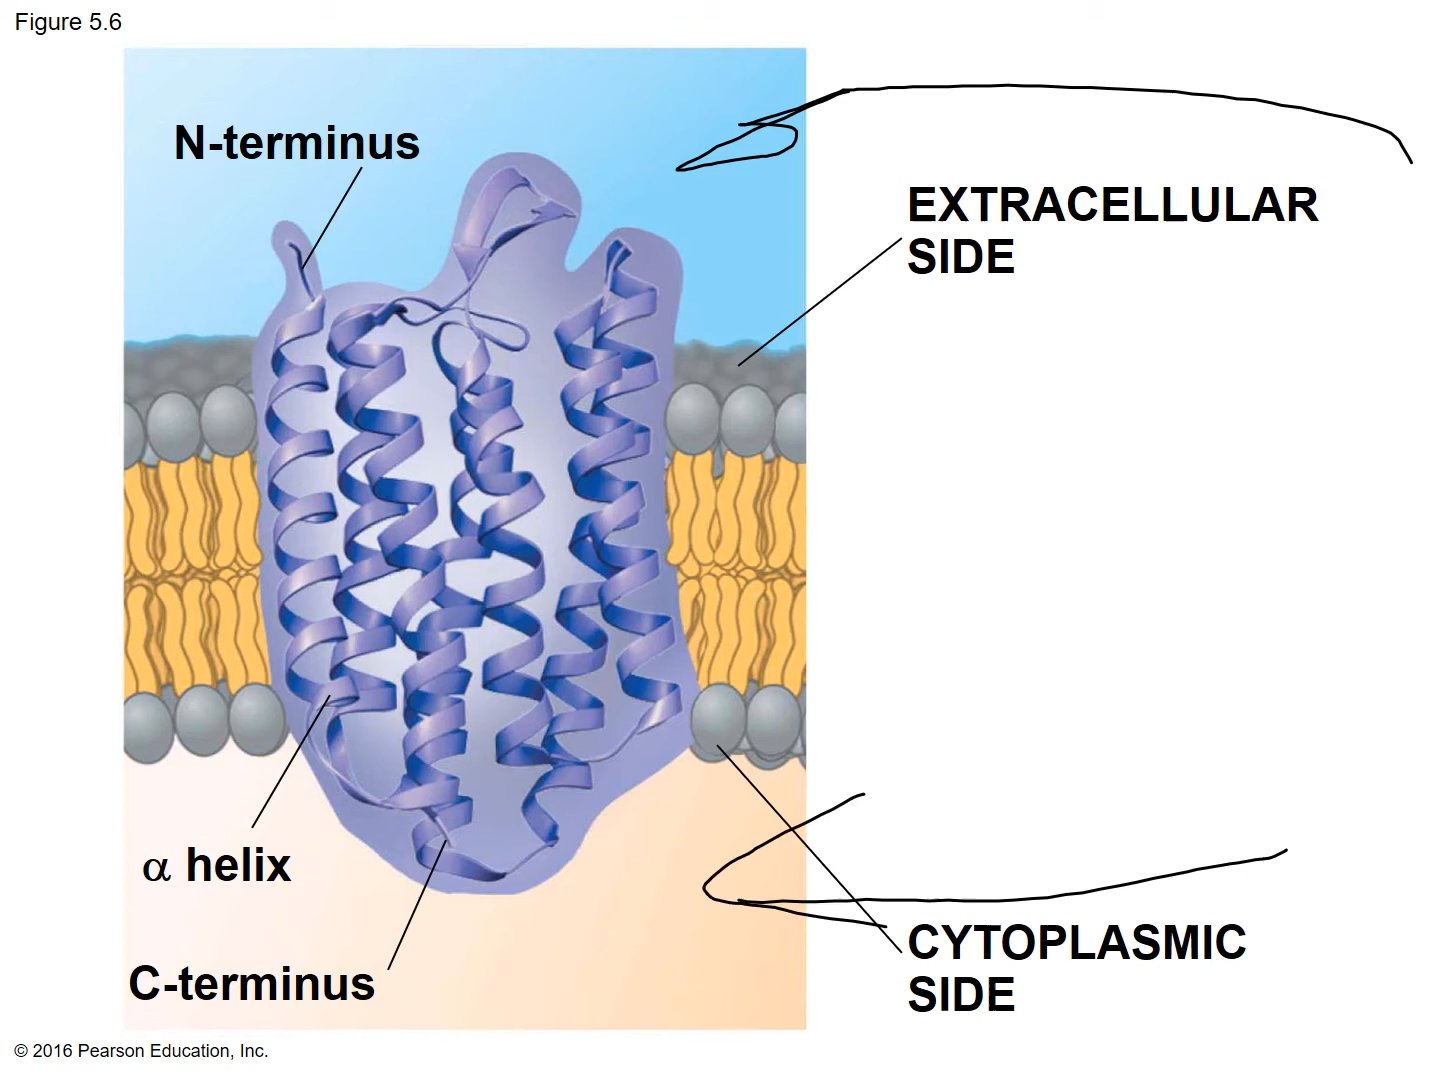 Figure 5.6
N-terminus
EXTRACELLULAR
SIDE
α helix
C-terminus
CYTOPLASMIC
SIDE
© 2016 Pearson Education, Inc.